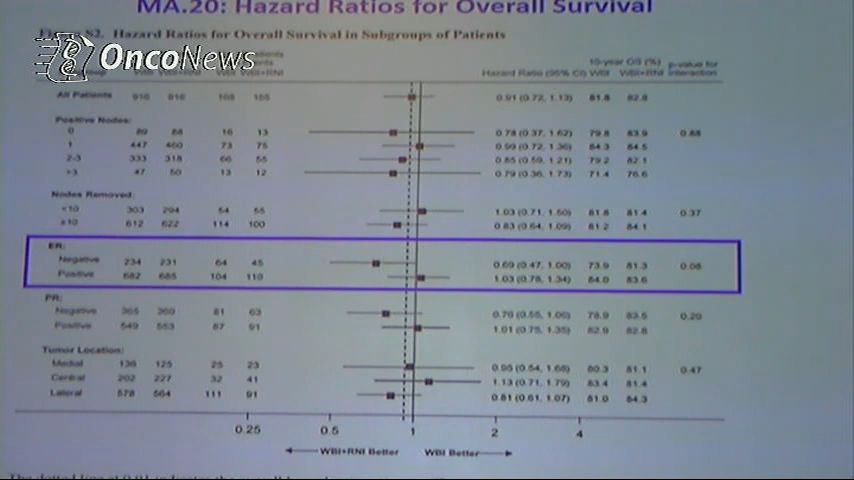 MA.20: Hazard Ratios for Overall Survival
S2. Hazard Ratios for Overall Survival in Subgroups of Patients
OncoNews
10-year OS (%) p-value for
WBI WBI+RNI WBI WBI+RNI Hazard Ratio (95% CI) WBI WBI+RNI interaction
All Patients 916 916 168 155 0.91 (0.72, 1.13) 81.8 82.8
Positive Nodes:
0 89 88 16 13 0.78 (0.37, 1.62) 79.8 83.9 0.88
1 447 460 73 75 0.99 (0.72, 1.36) 84.3 84.5
2-3 333 318 66 55 0.85 (0.59, 1.21) 79.2 82.1
>3 47 50 13 12 0.79 (0.36, 1.73) 71.4 76.6
Nodes Removed:
<10 303 294 54 55 1.03 (0.71, 1.50) 81.8 81.4 0.37
≥10 612 622 114 100 0.83 (0.64, 1.09) 81.2 84.1
ER:
Negative 234 231 64 45 0.69 (0.47, 1.00) 73.9 81.3 0.08
Positive 682 685 104 110 1.03 (0.78, 1.34) 84.0 83.6
PR:
Negative 365 360 81 63 0.76 (0.55, 1.06) 78.9 83.5 0.20
Positive 549 553 87 91 1.01 (0.75, 1.35) 82.9 82.8
Tumor Location:
Medial 136 125 25 23 0.95 (0.54, 1.68) 80.3 81.1 0.47
Central 202 227 32 41 1.13 (0.71, 1.79) 83.4 81.4
Lateral 578 564 111 91 0.81 (0.61, 1.07) 81.0 84.3
0.25 0.5 1 2 4
WBI+RNI Better WBI Better